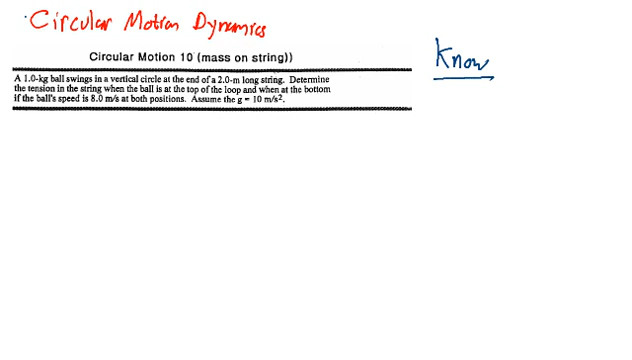 Circular Motion Dynamics
Circular Motion 10 (mass on string))
Know
A 1.0-kg ball swings in a vertical circle at the end of a 2.0-m long string. Determine
the tension in the string when the ball is at the top of the loop and when at the bottom
if the ball's speed is 8.0 m/s at both positions. Assume the g = 10 m/s².